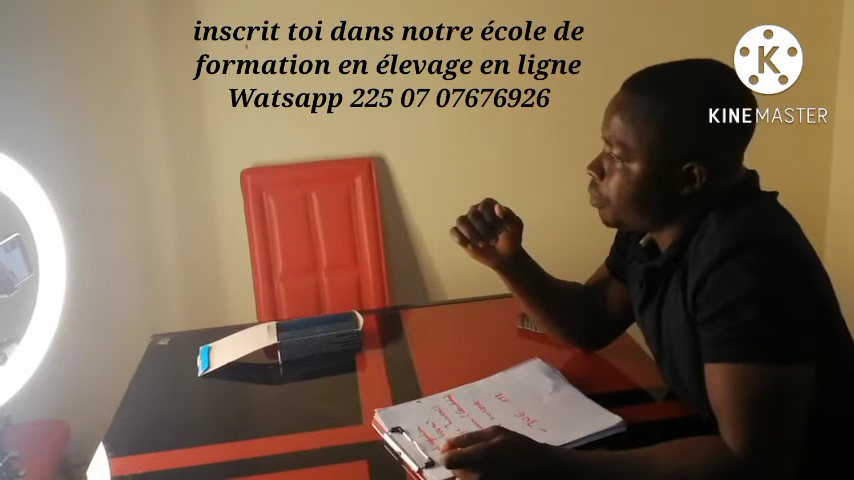 inscrit toi dans notre école de
formation en élevage en ligne
Watsapp 225 07 07676926
K
KINEMASTER